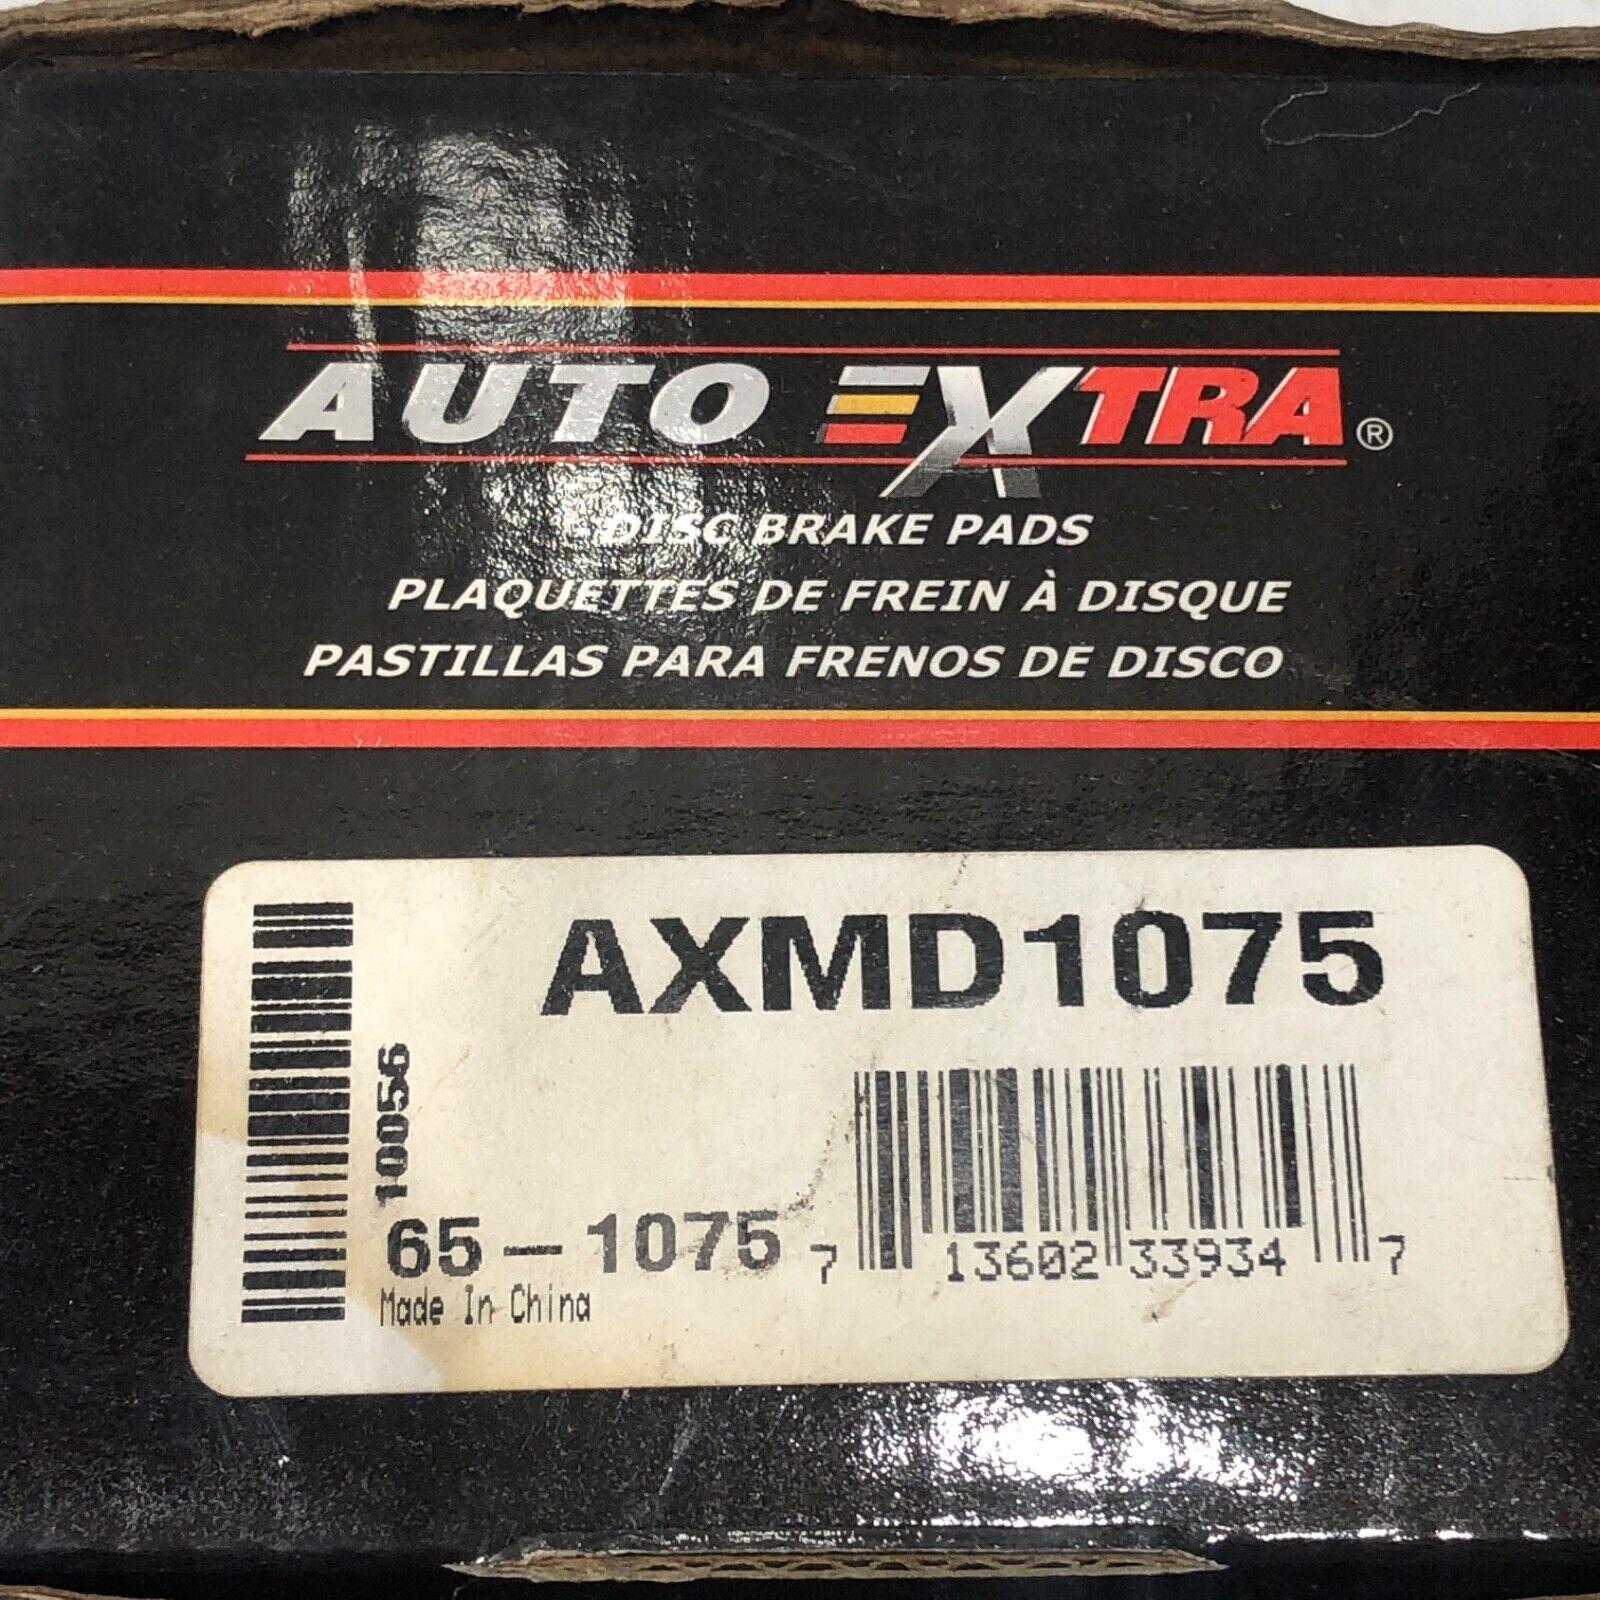 AUTO EXTRA®
DISC BRAKE PADS
PLAQUETTES DE FREIN À DISQUE
PASTILLAS PARA FRENOS DE DISCO
AXMD1075
10056
65-1075
7 13602 33934 7
Made In China